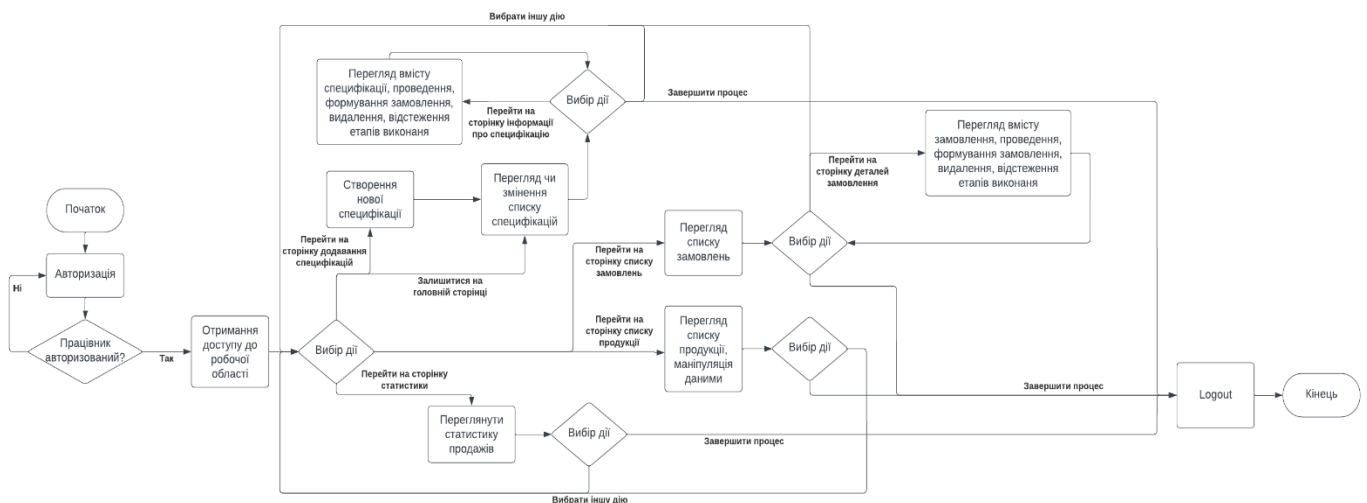 Вибрати іншу дію
Перегляд вмісту
специфікації, проведення,
формування замовлення,
видалення, відстеження
етапів виконаня
Вибір дії
Завершити процес
Перейти на
сторінку інформації
про специфікацію
Перегляд вмісту
замовлення, проведення,
формування замовлення,
видалення, відстеження
етапів виконаня
Перейти на
сторінку деталей
замовлення
Створення
нової
специфікації
Перегляд чи
змінення
списку
специфікацій
Початок
Перейти на
сторінку додавання
специфікацій
Перейти на
сторінку списку
замовлень
Перегляд
списку
замовлень
Вибір дії
Авторизація
Ні
Залишитися на
головній сторінці
Працівник
авторизований?
Так
Отримання
доступу до
робочої
області
Вибір дії
Перейти на
сторінку списку
продукції
Перегляд
списку
продукції,
маніпуляція
даними
Вибір дії
Перейти на сторінку
статистики
Завершити процес
Logout
Кінець
Переглянути
статистику
продажів
Вибір дії
Завершити процес
Вибрати іншу дію